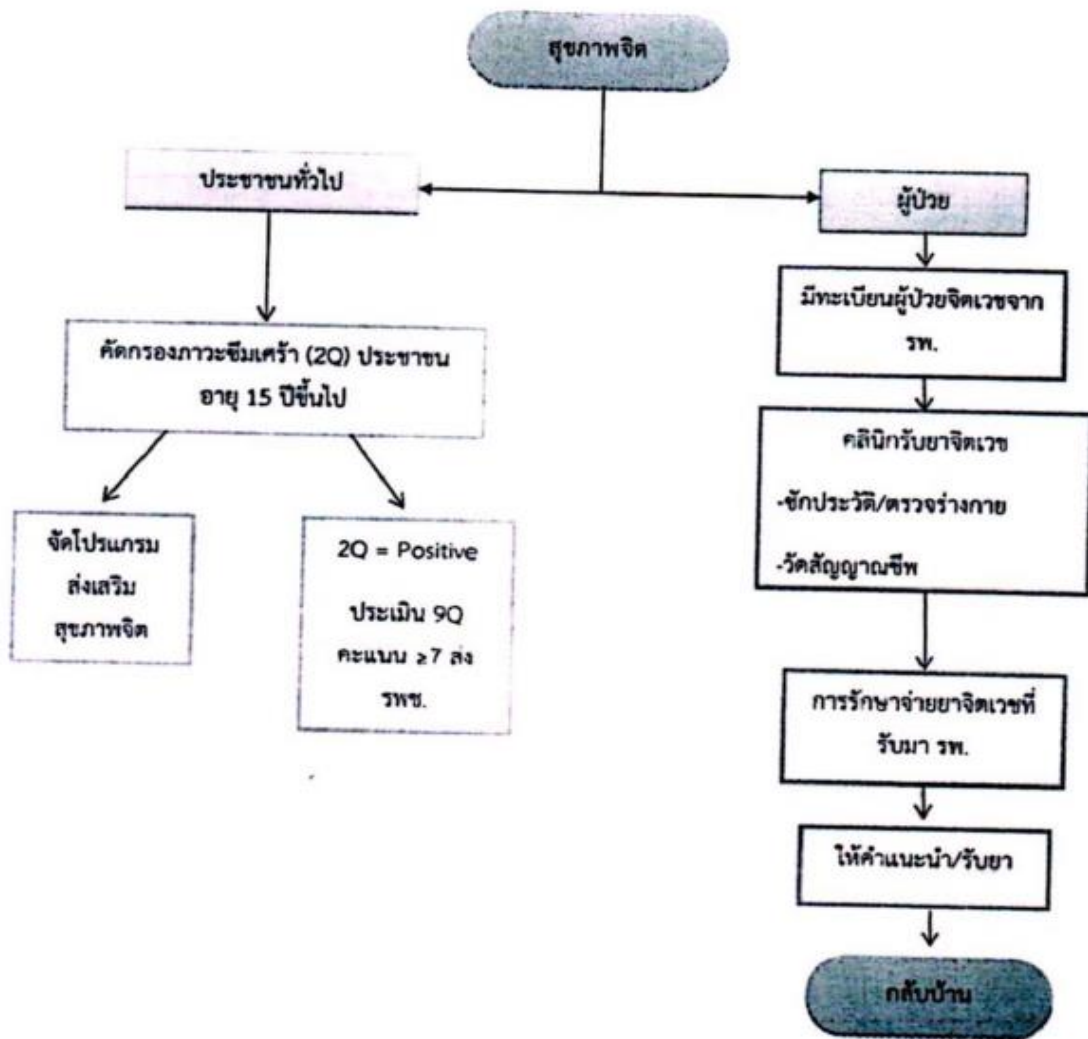 สุขภาพจิต
ประชาชนทั่วไป
ผู้ป่วย
คัดกรองภาวะซึมเศร้า (2Q) ประชาชน
อายุ 15 ปีขึ้นไป
จัดโปรแกรม
ส่งเสริม
สุขภาพจิต
2Q = Positive
ประเมิน 9Q
คะแนน ≥7 ส่ง
รพช.
มีทะเบียนผู้ป่วยจิตเวชจาก
รพ.
คลินิกรับยาจิตเวช
-ซักประวัติ/ตรวจร่างกาย
-วัดสัญญาณชีพ
การรักษาจ่ายยาจิตเวชที่
รับมา รพ.
ให้คำแนะนำ/รับยา
กลับบ้าน